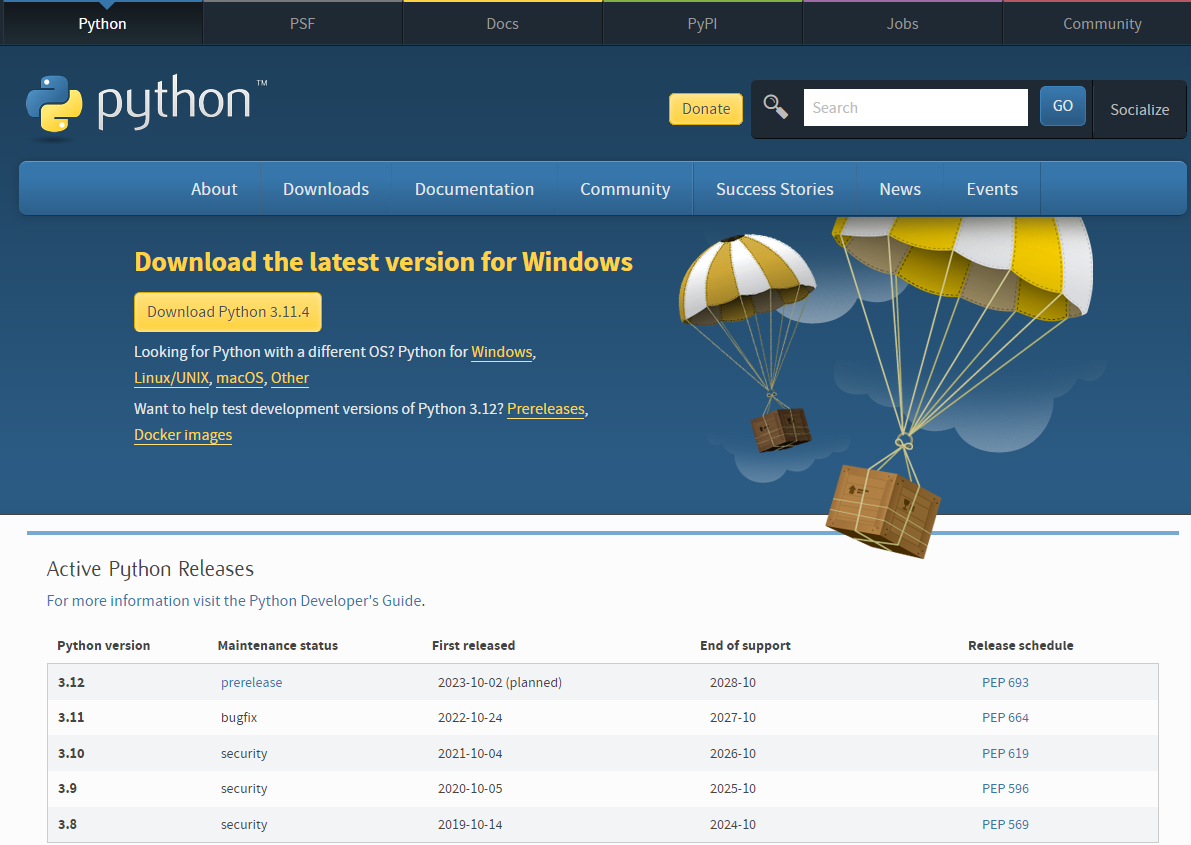 Python PSF Docs PyPI Jobs Community
python™
Donate Search GO Socialize
About Downloads Documentation Community Success Stories News Events
Download the latest version for Windows
Download Python 3.11.4
Looking for Python with a different OS? Python for Windows,
Linux/UNIX, macOS, Other
Want to help test development versions of Python 3.12? Prereleases,
Docker images
Active Python Releases
For more information visit the Python Developer's Guide.
Python version Maintenance status First released End of support Release schedule
3.12 prerelease 2023-10-02 (planned) 2028-10 PEP 693
3.11 bugfix 2022-10-24 2027-10 PEP 664
3.10 security 2021-10-04 2026-10 PEP 619
3.9 security 2020-10-05 2025-10 PEP 596
3.8 security 2019-10-14 2024-10 PEP 569